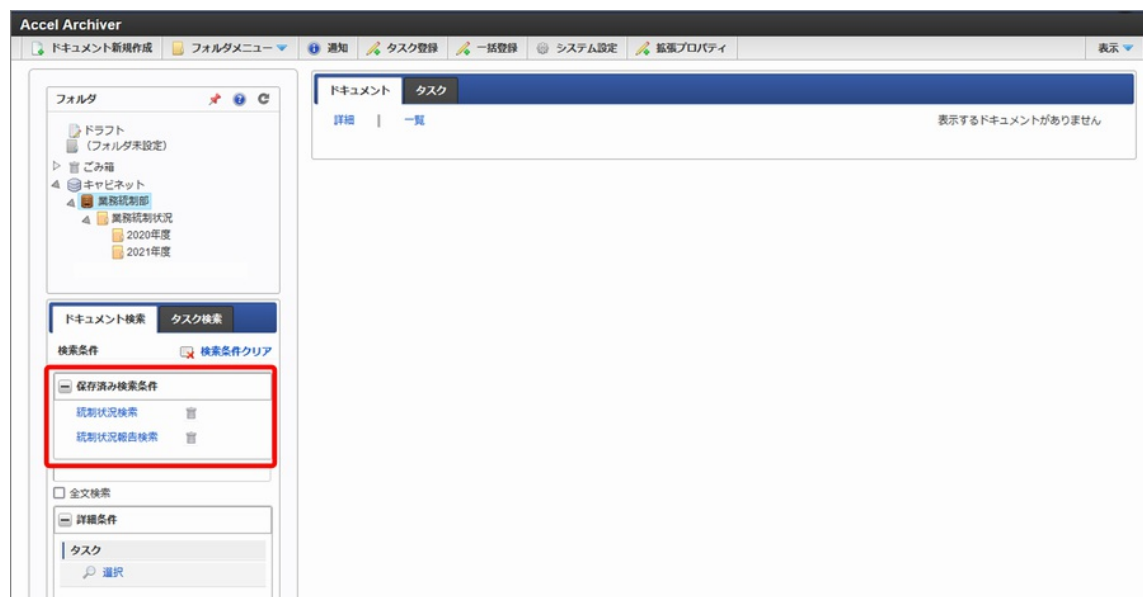 Accel Archiver
ドキュメント新規作成 フォルダメニュー 通知 タスク登録 一括登録 システム設定 拡張プロパティ 表示
フォルダ
ドラフト
(フォルダ未設定)
ごみ箱
キャビネット
業務統制部
業務統制状況
2020年度
2021年度
ドキュメント検索 タスク検索
検索条件 検索条件クリア
保存済み検索条件
統制状況検索
統制状況報告検索
全文検索
詳細条件
タスク
選択
ドキュメント タスク
詳細 | 一覧 表示するドキュメントがありません